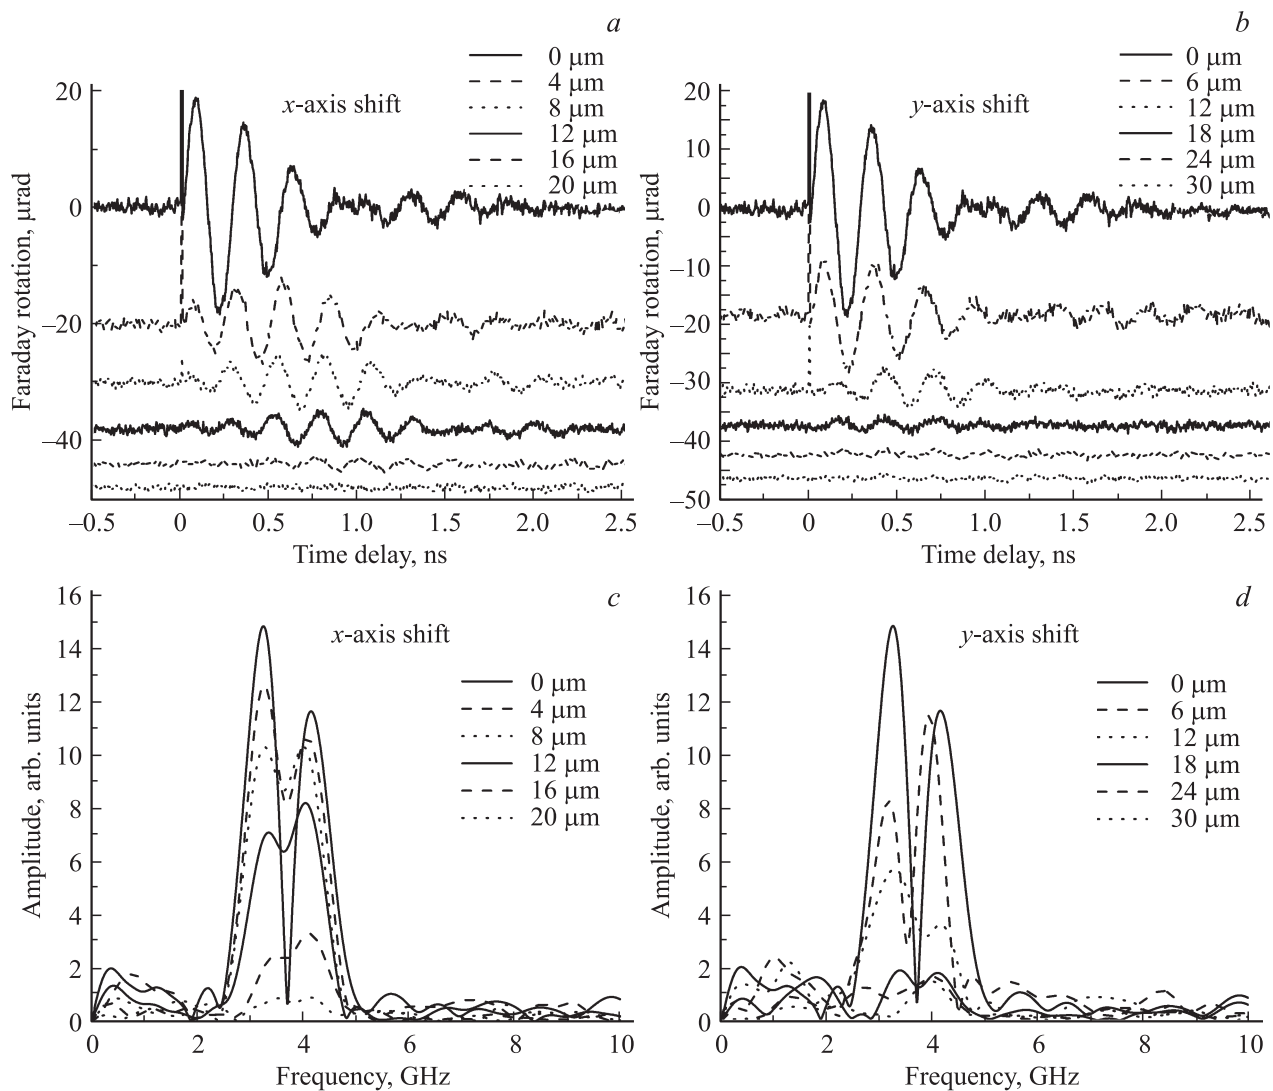 a
0 μm
4 μm
8 μm
12 μm
16 μm
20 μm
x-axis shift
20
0
–20
–40
Faraday rotation, μrad
–0.5
0
0.5
1.0
1.5
2.0
2.5
Time delay, ns
b
0 μm
6 μm
12 μm
18 μm
24 μm
30 μm
y-axis shift
20
10
0
–10
–20
–30
–40
–50
Faraday rotation, μrad
–0.5
0
0.5
1.0
1.5
2.0
2.5
Time delay, ns
c
x-axis shift
0 μm
4 μm
8 μm
12 μm
16 μm
20 μm
16
14
12
10
8
6
4
2
0
Amplitude, arb. units
0
2
4
6
8
10
Frequency, GHz
d
y-axis shift
0 μm
6 μm
12 μm
18 μm
24 μm
30 μm
16
14
12
10
8
6
4
2
0
Amplitude, arb. units
0
2
4
6
8
10
Frequency, GHz